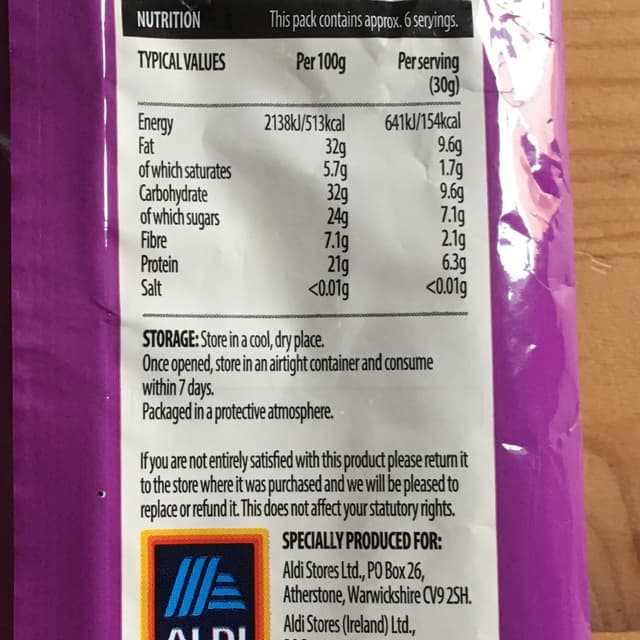 NUTRITION This pack contains approx. 6 servings.
TYPICAL VALUES Per 100g Per serving
(30g)
Energy 2138kJ/513kcal 641kJ/154kcal
Fat 32g 9.6g
of which saturates 5.7g 1.7g
Carbohydrate 32g 9.6g
of which sugars 24g 7.1g
Fibre 7.1g 2.1g
Protein 21g 6.3g
Salt <0.01g <0.01g
STORAGE: Store in a cool, dry place.
Once opened, store in an airtight container and consume
within 7 days.
Packaged in a protective atmosphere.
If you are not entirely satisfied with this product please return it
to the store where it was purchased and we will be pleased to
replace or refund it. This does not affect your statutory rights.
SPECIALLY PRODUCED FOR:
Aldi Stores Ltd., PO Box 26,
Atherstone, Warwickshire CV9 2SH.
Aldi Stores (Ireland) Ltd.,
ALDI